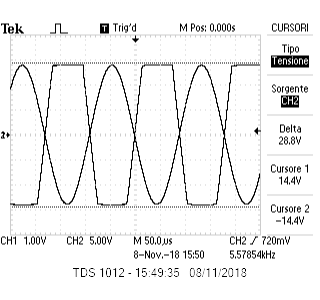 Tek T Trig'd M Pos: 0.000s CURSORI
Tipo
Tensione
Sorgente
CH2
Delta
28.8V
Cursore 1
14.4V
Cursore 2
-14.4V
2
CH1 1.00V CH2 5.00V M 50.0µs CH2 / 720mV
8-Nov.-18 15:50 5.57854kHz
TDS 1012 - 15:49:35 08/11/2018